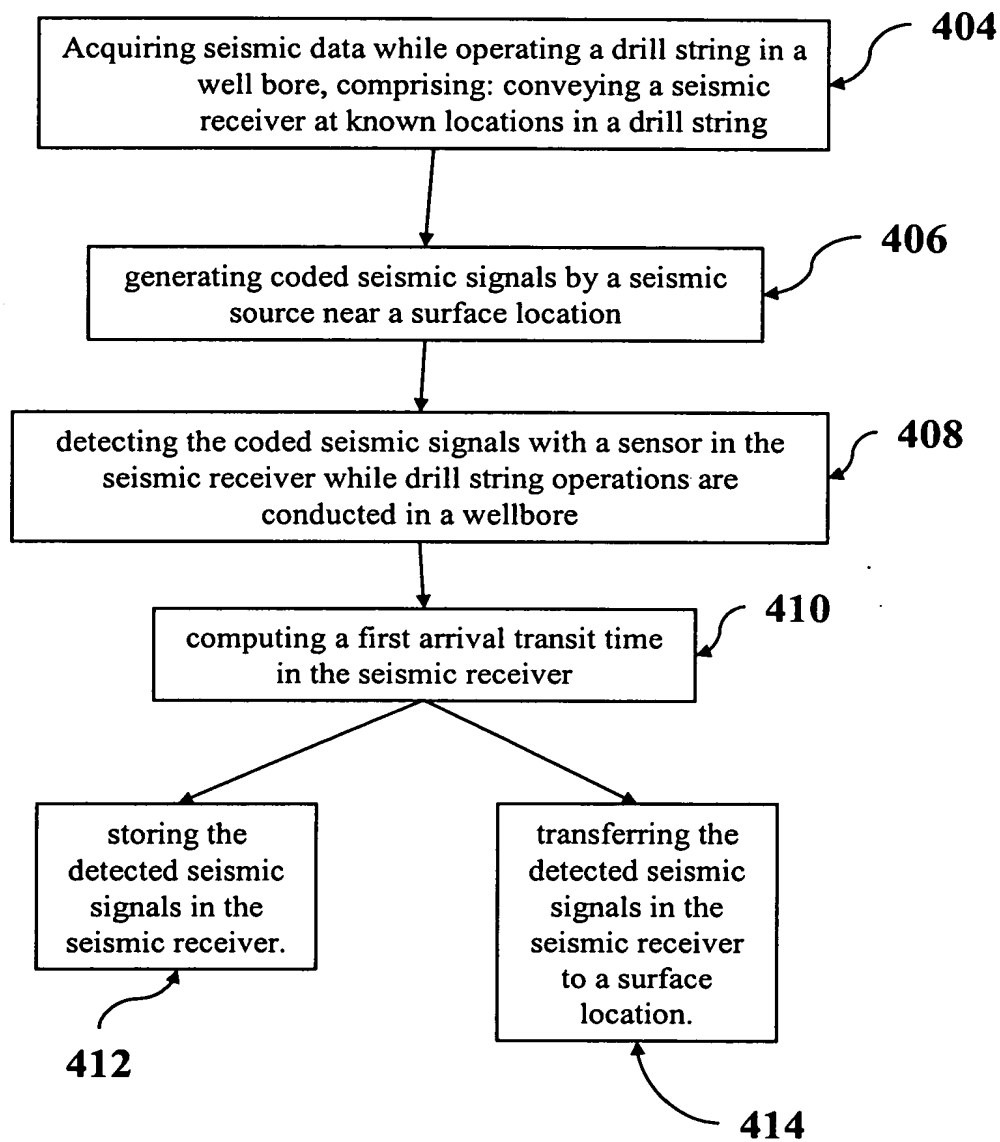 404
Acquiring seismic data while operating a drill string in a
well bore, comprising: conveying a seismic
receiver at known locations in a drill string
406
generating coded seismic signals by a seismic
source near a surface location
408
detecting the coded seismic signals with a sensor in the
seismic receiver while drill string operations are
conducted in a wellbore
410
computing a first arrival transit time
in the seismic receiver
storing the
detected seismic
signals in the
seismic receiver.
412
transferring the
detected seismic
signals in the
seismic receiver
to a surface
location.
414